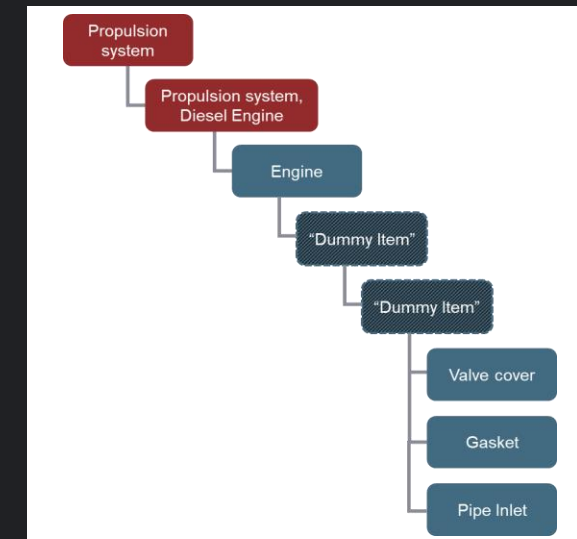 Propulsion
system
Propulsion system,
Diesel Engine
Engine
“Dummy Item”
“Dummy Item”
Valve cover
Gasket
Pipe Inlet